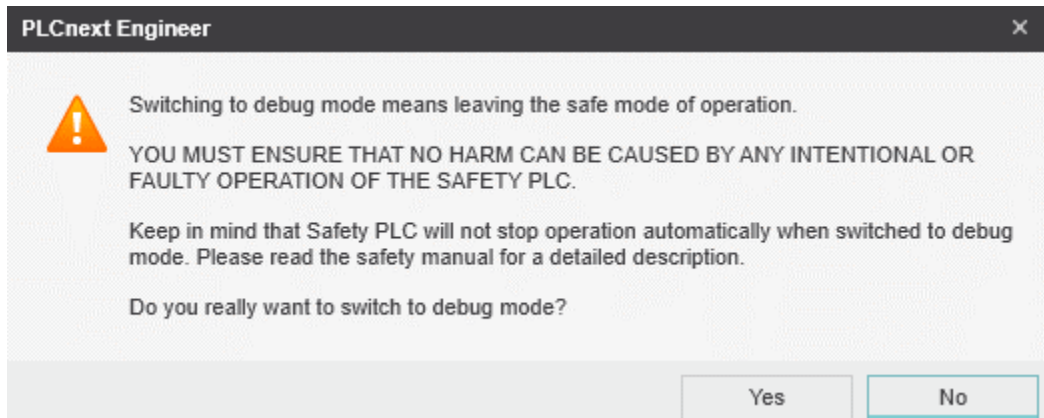 PLCnext Engineer
Switching to debug mode means leaving the safe mode of operation.
YOU MUST ENSURE THAT NO HARM CAN BE CAUSED BY ANY INTENTIONAL OR
FAULTY OPERATION OF THE SAFETY PLC.
Keep in mind that Safety PLC will not stop operation automatically when switched to debug
mode. Please read the safety manual for a detailed description.
Do you really want to switch to debug mode?
Yes No